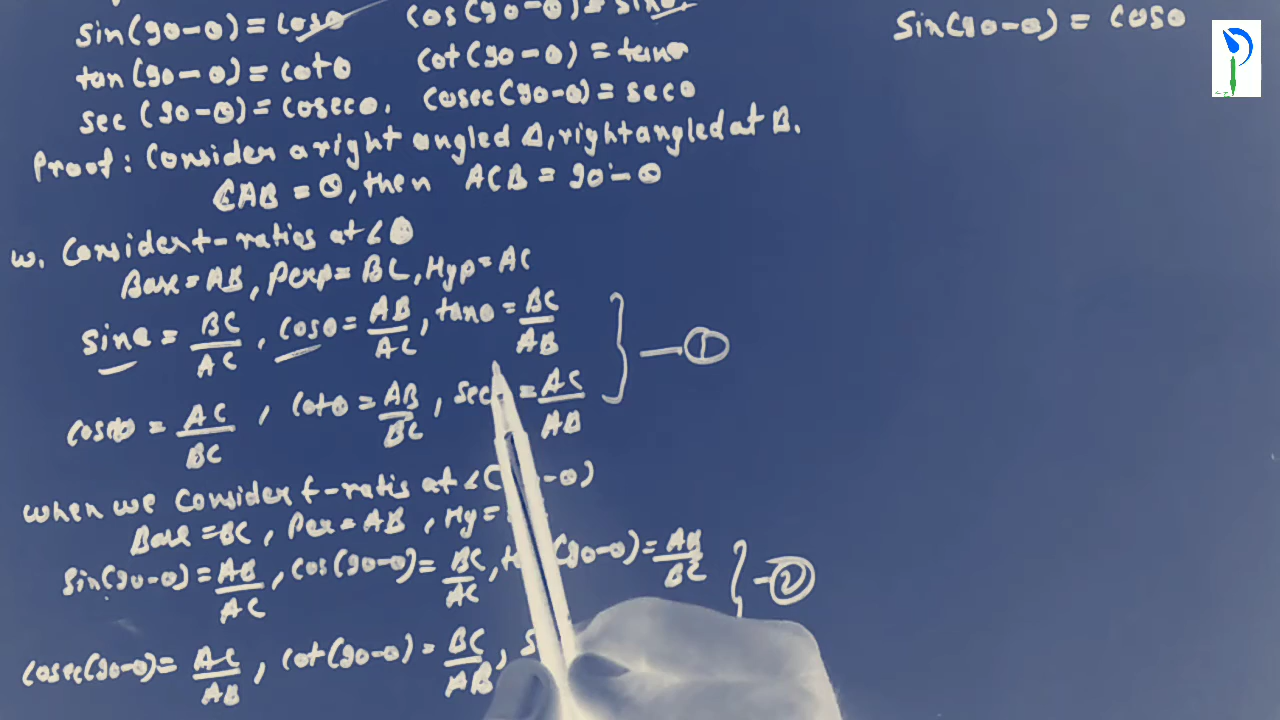 sin(90-θ) = cosθ cos(90-θ) = sinθ
sin(90-θ) = cosθ
tan(90-θ) = cotθ cot(90-θ) = tanθ
sec(90-θ) = cosecθ. cosec(90-θ) = secθ
Proof: Consider a right angled Δ, right angled at B.
CAB = θ, then ACB = 90°-θ
w. Consider t-ratios at ∠θ
Base = AB, Perp = BC, Hyp = AC
sinθ = BC/AC, cosθ = AB/AC, tanθ = BC/AB
} — ①
= AC/BC, cotθ = AB/BC, sec = AC/AB
when we Consider t-ratis at ∠( -θ)
Base = BC, Per = AB, Hy =
sin(90-θ) = AB/AC, cos(90-θ) = BC/AC, (90-θ) = AB/BC
} - ②
cosec(90-θ) = AC/AB, cot(90-θ) = BC/AB, s